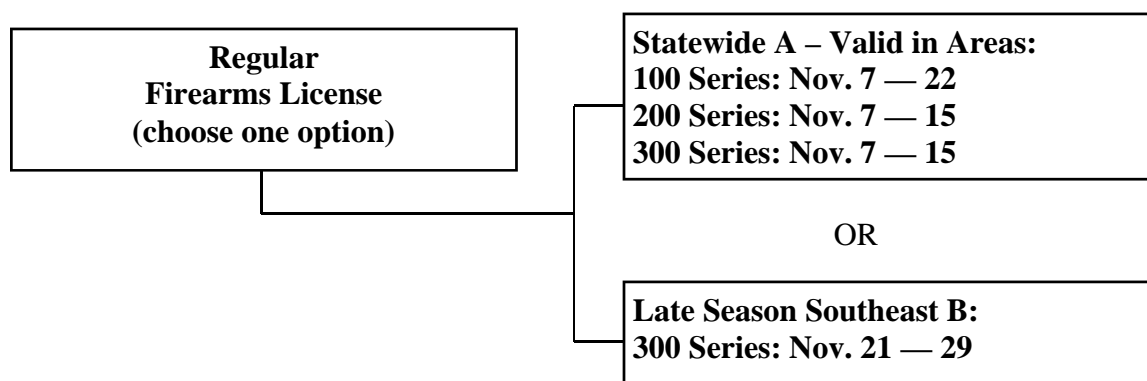 Regular
Firearms License
(choose one option)
Statewide A – Valid in Areas:
100 Series: Nov. 7 — 22
200 Series: Nov. 7 — 15
300 Series: Nov. 7 — 15
OR
Late Season Southeast B:
300 Series: Nov. 21 — 29